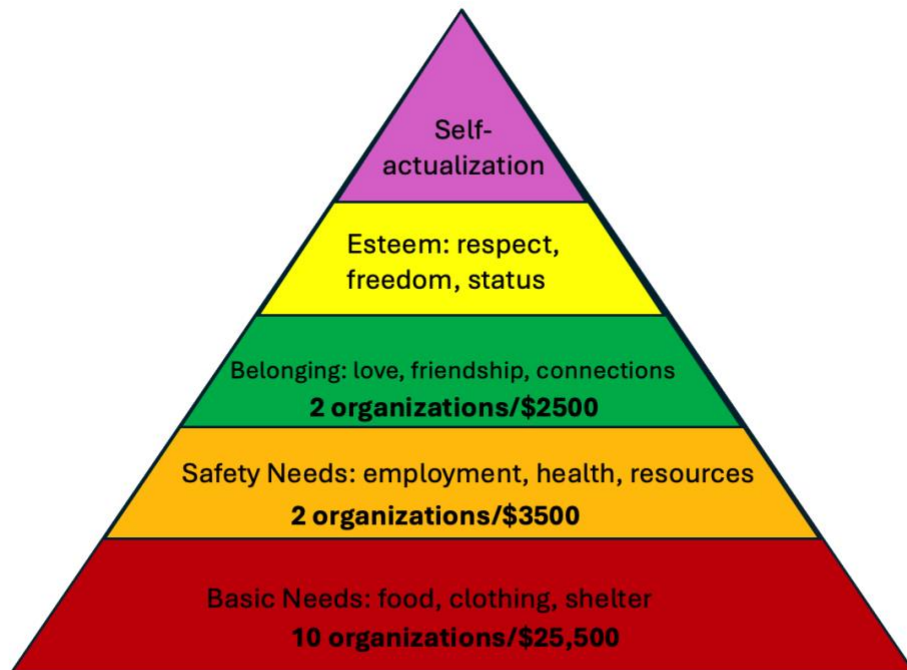 Self-
actualization
Esteem: respect,
freedom, status
Belonging: love, friendship, connections
2 organizations/$2500
Safety Needs: employment, health, resources
2 organizations/$3500
Basic Needs: food, clothing, shelter
10 organizations/$25,500